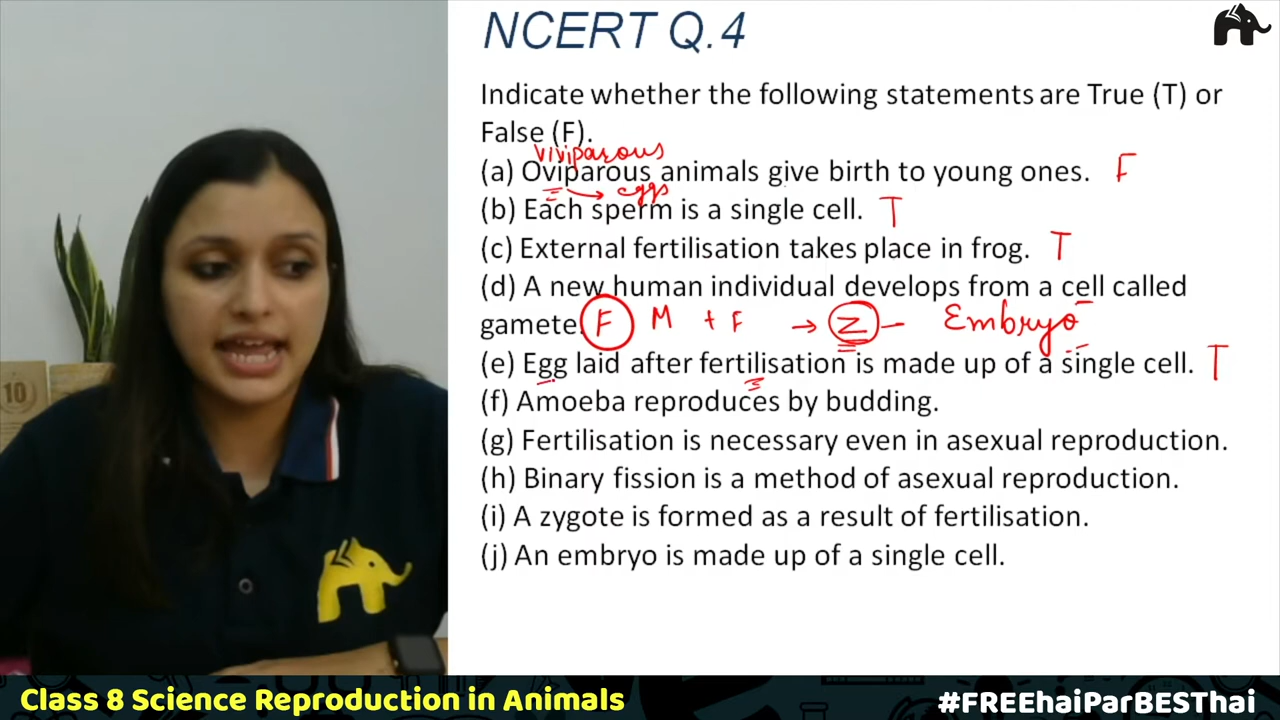 NCERT Q.4
Indicate whether the following statements are True (T) or
False (F).
viviparous
(a) Oviparous animals give birth to young ones. F
→ eggs
(b) Each sperm is a single cell. T
(c) External fertilisation takes place in frog. T
(d) A new human individual develops from a cell called
gamete. F M + F → Z - Embryo
(e) Egg laid after fertilisation is made up of a single cell. T
(f) Amoeba reproduces by budding.
(g) Fertilisation is necessary even in asexual reproduction.
(h) Binary fission is a method of asexual reproduction.
(i) A zygote is formed as a result of fertilisation.
(j) An embryo is made up of a single cell.
10
Class 8 Science Reproduction in Animals
#FREEhaiParBESThai